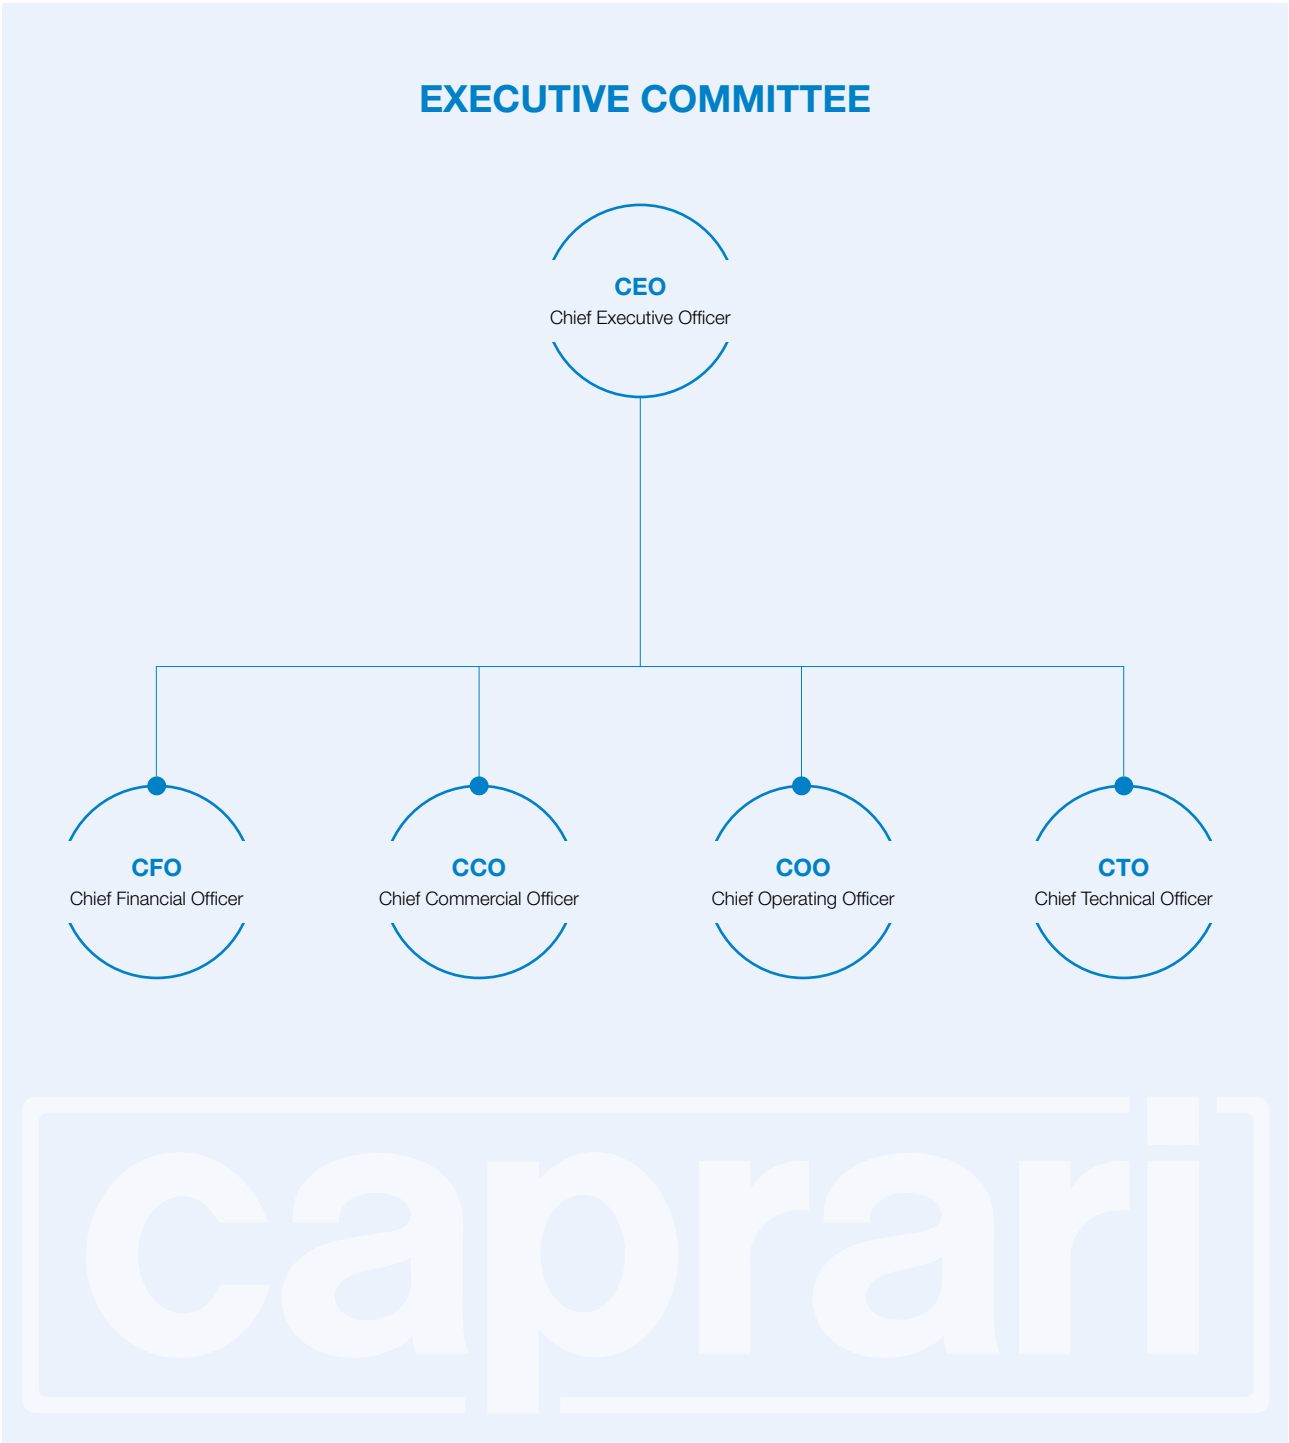 EXECUTIVE COMMITTEE
CEO
Chief Executive Officer
CFO
Chief Financial Officer
CCO
Chief Commercial Officer
COO
Chief Operating Officer
CTO
Chief Technical Officer
caprari